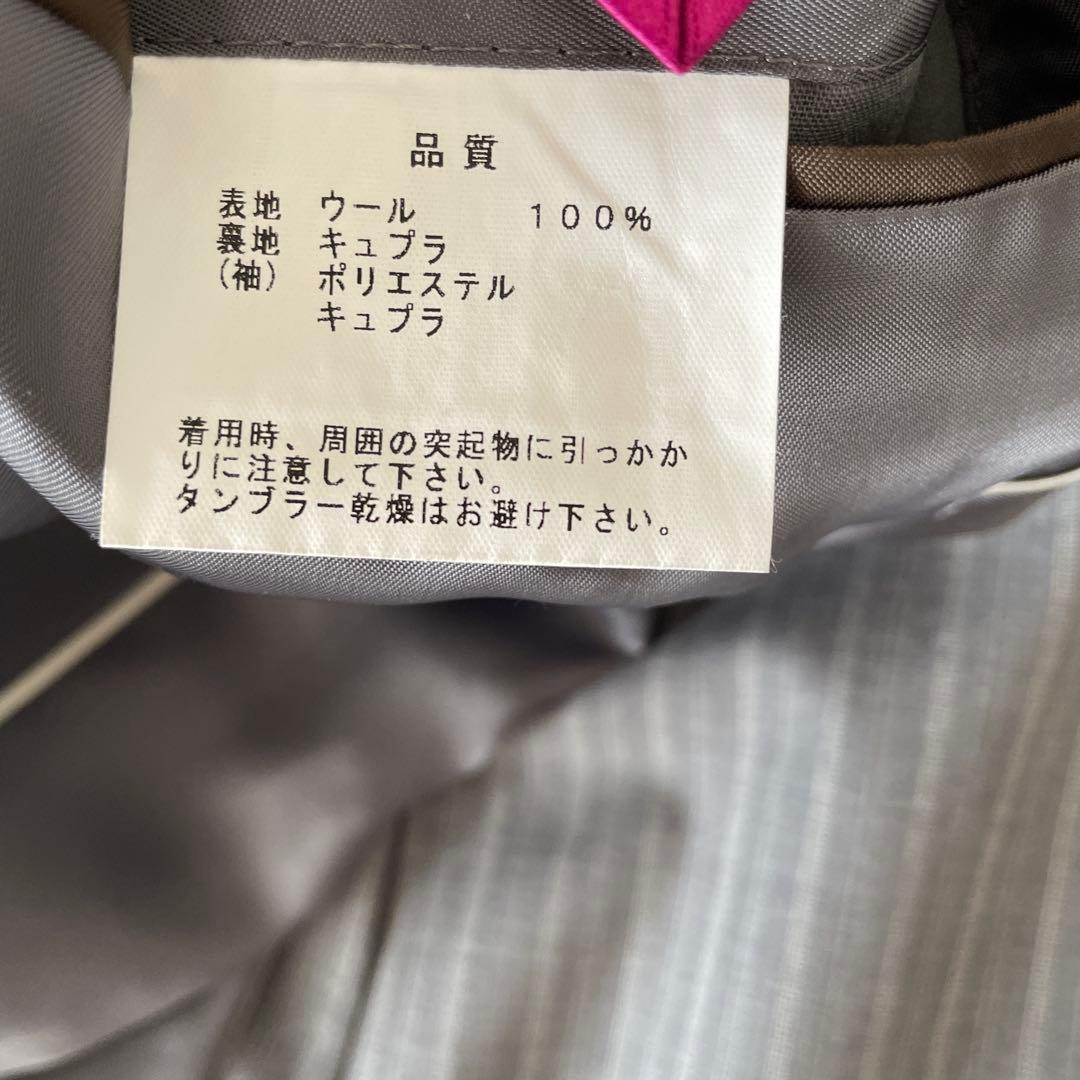 品質
表地 ウール 100%
裏地 キュプラ
(袖) ポリエステル
キュプラ
着用時、周囲の突起物に引っかか
りに注意して下さい。
タンブラー乾燥はお避け下さい。